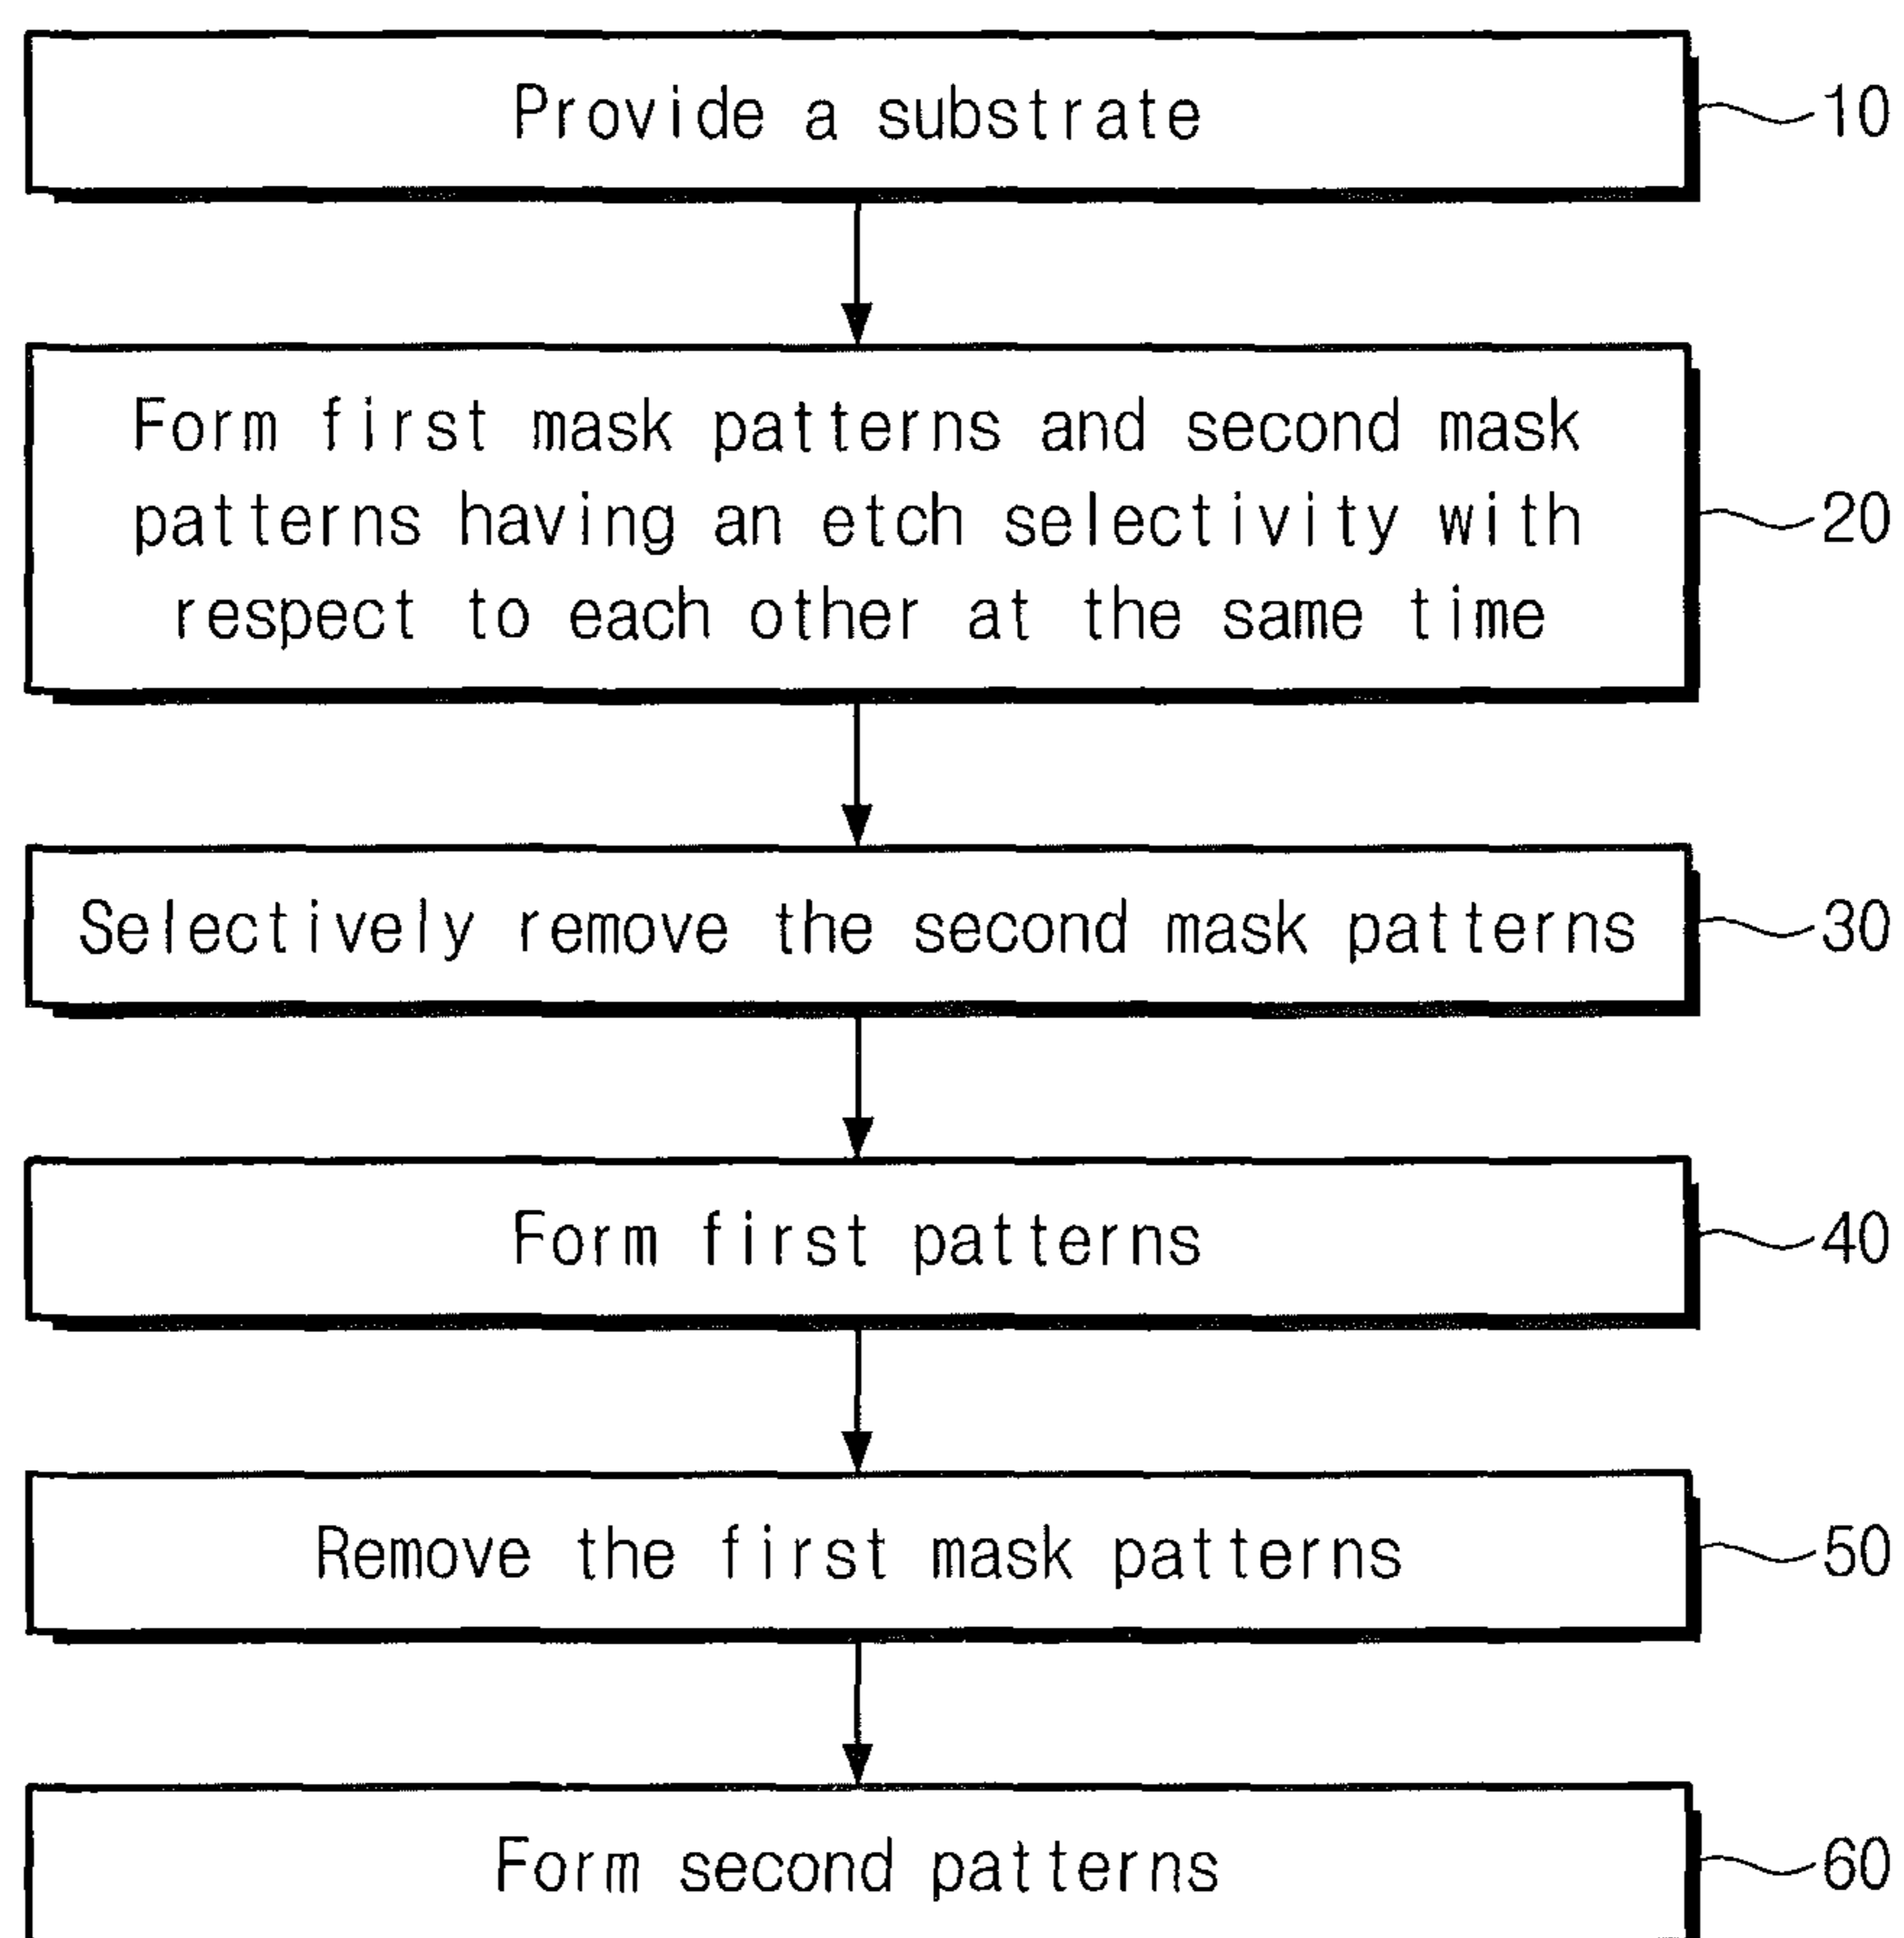 Provide a substrate
10
Form first mask patterns and second mask
patterns having an etch selectivity with
respect to each other at the same time
20
Selectively remove the second mask patterns
30
Form first patterns
40
Remove the first mask patterns
50
Form second patterns
60